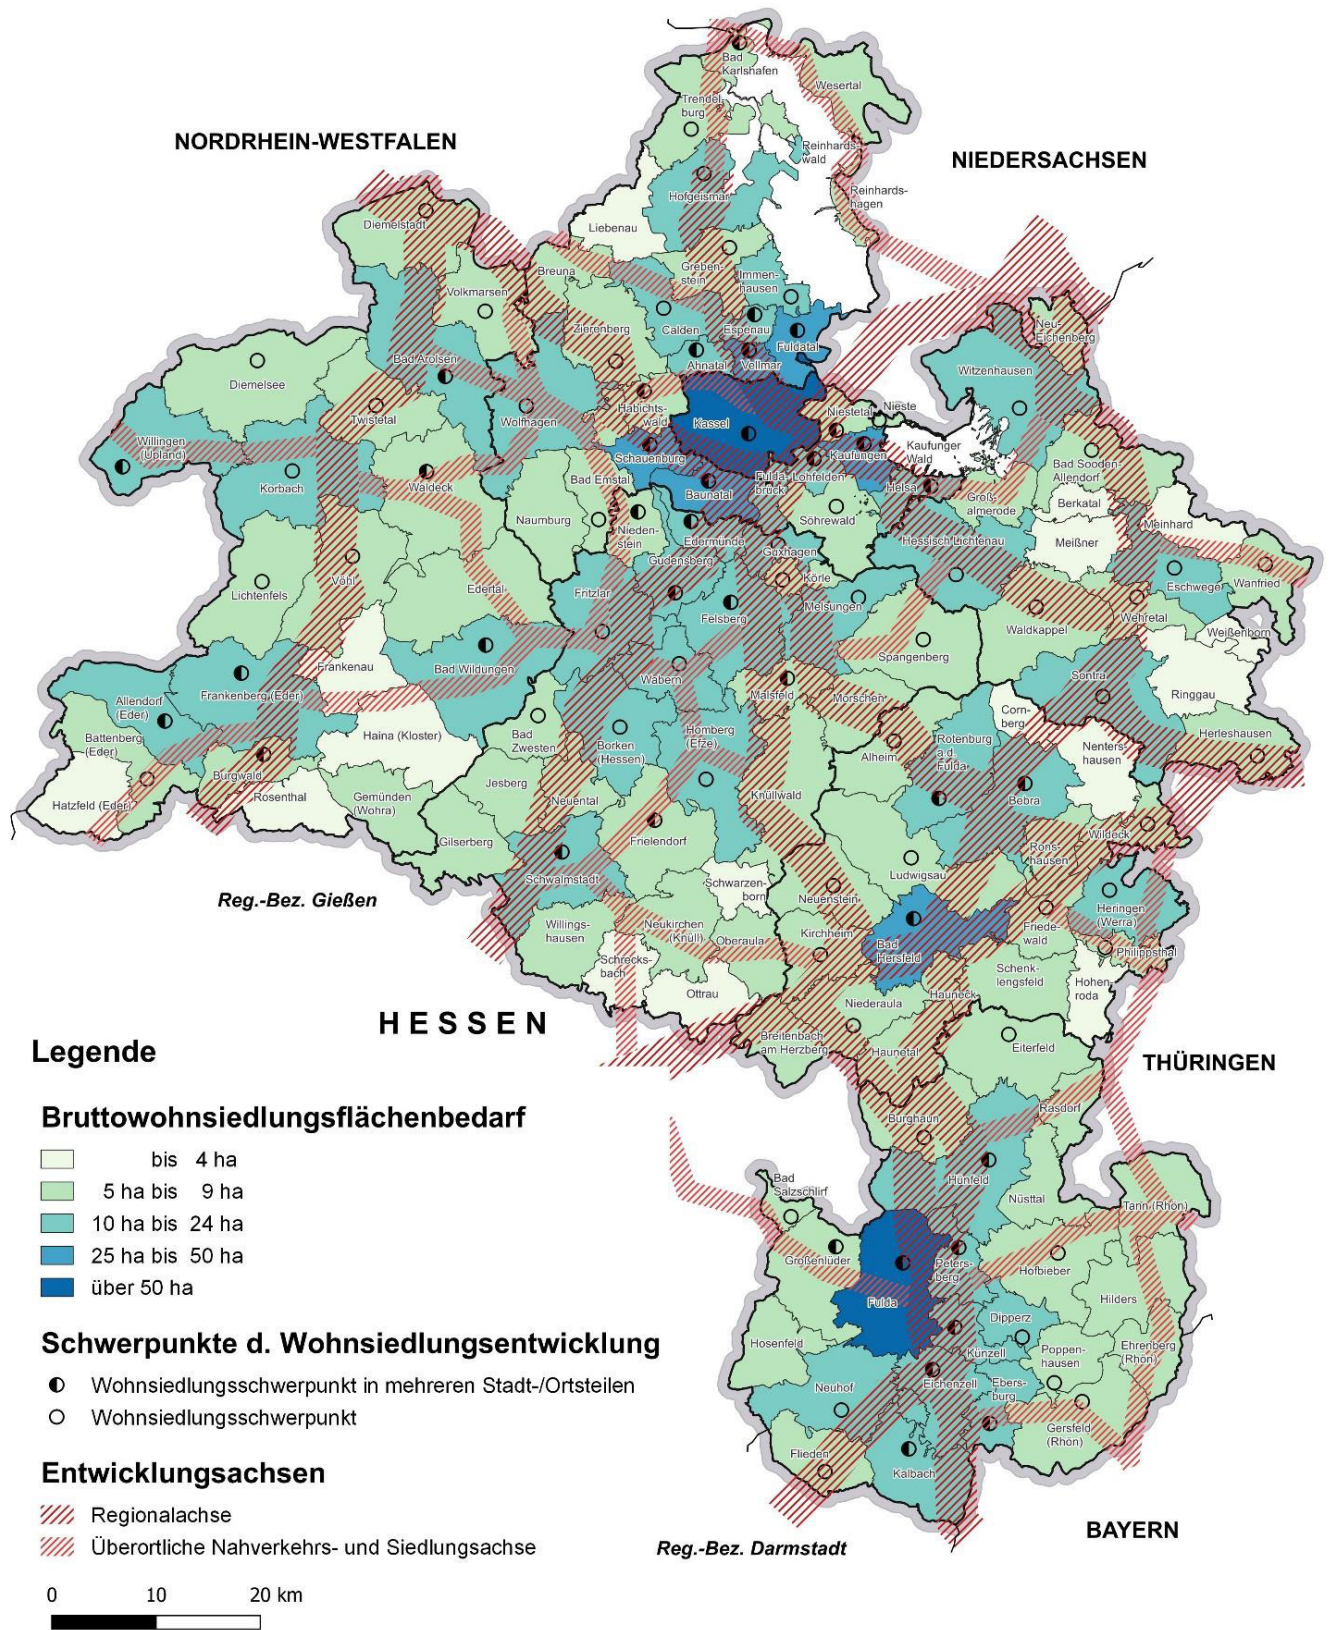 Bad
Karlshafen
Wesertal
Trendel-
burg
NORDRHEIN-WESTFALEN
NIEDERSACHSEN
Reinhards-
wald
Reinhards-
hagen
Hofgeismar
Liebenau
Diemelstadt
Breuna
Greben-
stein
Immen-
hausen
Volkmarsen
Zierenberg
Calden
Espenau
Fuldatal
Neu-
Eichenberg
Ahnatal
Vellmar
Witzenhausen
Bad Arolsen
Diemelsee
Twistetal
Wolfhagen
Habichts-
wald
Kassel
Niestetal
Nieste
Kaufunger
Wald
Kaufungen
Willingen
(Upland)
Korbach
Waldeck
Schauenburg
Bad Emstal
Baunatal
Fulda-
brück
Lohfelden
Helsa
Groß-
almerode
Bad Sooden-
Allendorf
Berkatal
Meinhard
Naumburg
Nieden-
stein
Edermünde
Söhrewald
Hessisch Lichtenau
Meißner
Gudensberg
Guxhagen
Körle
Eschwege
Wanfried
Lichtenfels
Vöhl
Edertal
Fritzlar
Felsberg
Melsungen
Waldkappel
Wehretal
Weißenborn
Frankenau
Bad Wildungen
Wabern
Spangenberg
Sontra
Ringgau
Allendorf
(Eder)
Frankenberg (Eder)
Malsfeld
Morschen
Corn-
berg
Battenberg
(Eder)
Haina (Kloster)
Bad
Zwesten
Borken
(Hessen)
Homberg
(Efze)
Alheim
Rotenburg
a.d.
Fulda
Nenters-
hausen
Herleshausen
Burgwald
Hatzfeld (Eder)
Rosenthal
Gemünden
(Wohra)
Jesberg
Neuental
Knüllwald
Bebra
Gilserberg
Frielendorf
Ludwigsau
Rons-
hausen
Wildeck
Schwalmstadt
Schwarzen-
born
Neuenstein
Heringen
(Werra)
Reg.-Bez. Gießen
Willings-
hausen
Neukirchen
(Knüll)
Oberaula
Kirchheim
Bad
Hersfeld
Friede-
wald
Philippsthal
Schrecks-
bach
Ottrau
Niederaula
Hauneck
Schenk-
lengsfeld
Hohen-
roda
HESSEN
Breitenbach
am Herzberg
Haunetal
Eiterfeld
THÜRINGEN
Burghaun
Rasdorf
Hünfeld
Nüsttal
Bad
Salzschlirf
Tann (Rhön)
Großenlüder
Peters-
berg
Hofbieber
Fulda
Hilders
Dipperz
Hosenfeld
Künzell
Poppen-
hausen
Ehrenberg
(Rhön)
Neuhof
Eichenzell
Ebers-
burg
Gersfeld
(Rhön)
Flieden
Kalbach
BAYERN
Reg.-Bez. Darmstadt
Legende
Bruttowohnsiedlungsflächenbedarf
bis 4 ha
5 ha bis 9 ha
10 ha bis 24 ha
25 ha bis 50 ha
über 50 ha
Schwerpunkte d. Wohnsiedlungsentwicklung
Wohnsiedlungsschwerpunkt in mehreren Stadt-/Ortsteilen
Wohnsiedlungsschwerpunkt
Entwicklungsachsen
Regionalachse
Überortliche Nahverkehrs- und Siedlungsachse
0 10 20 km